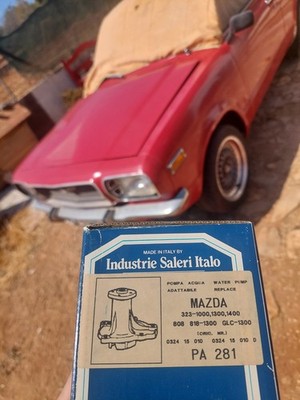 MADE IN ITALY BY
Industrie Saleri Italo
POMPA ACQUA WATER PUMP
ADATTABILE REPLACE
MAZDA
323-1000,1300,1400
808 818-1300 GLC-1300
0324 15 010 0324 15 010 D
PA 281